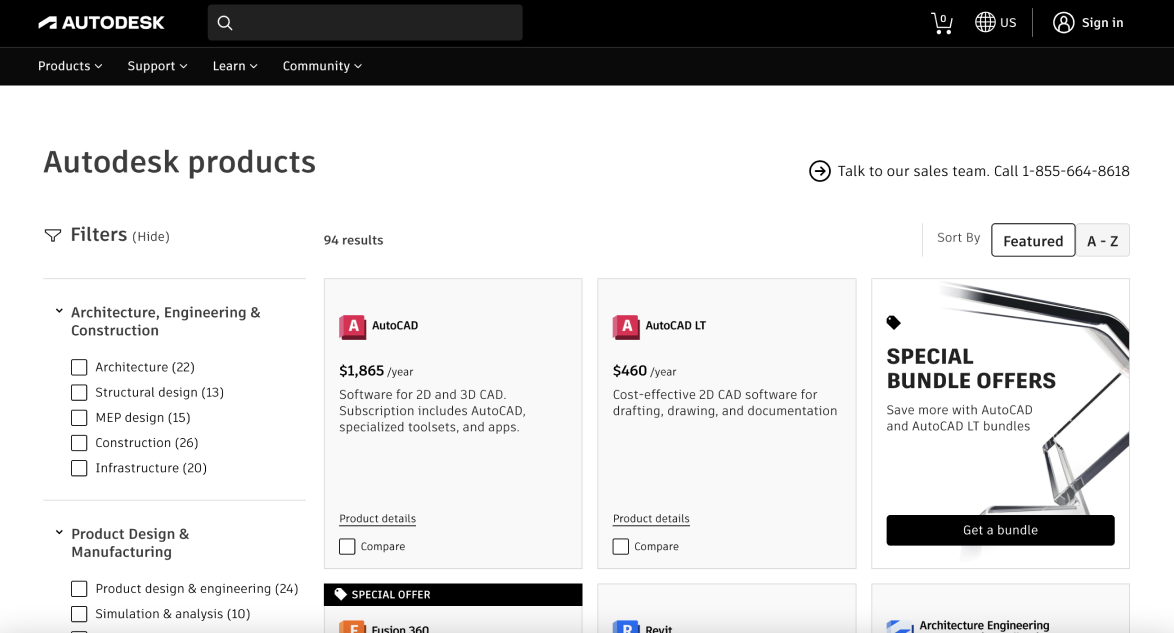 AUTODESK
0
US
Sign in
Products
Support
Learn
Community
Autodesk products
Talk to our sales team. Call 1-855-664-8618
Filters (Hide)
94 results
Sort By
Featured
A - Z
Architecture, Engineering &
Construction
Architecture (22)
Structural design (13)
MEP design (15)
Construction (26)
Infrastructure (20)
Product Design &
Manufacturing
Product design & engineering (24)
Simulation & analysis (10)
A AutoCAD
$1,865 /year
Software for 2D and 3D CAD.
Subscription includes AutoCAD,
specialized toolsets, and apps.
Product details
Compare
A AutoCAD LT
$460 /year
Cost-effective 2D CAD software for
drafting, drawing, and documentation
Product details
Compare
SPECIAL
BUNDLE OFFERS
Save more with AutoCAD
and AutoCAD LT bundles
Get a bundle
SPECIAL OFFER
F Fusion 360
R Revit
Architecture Engineering